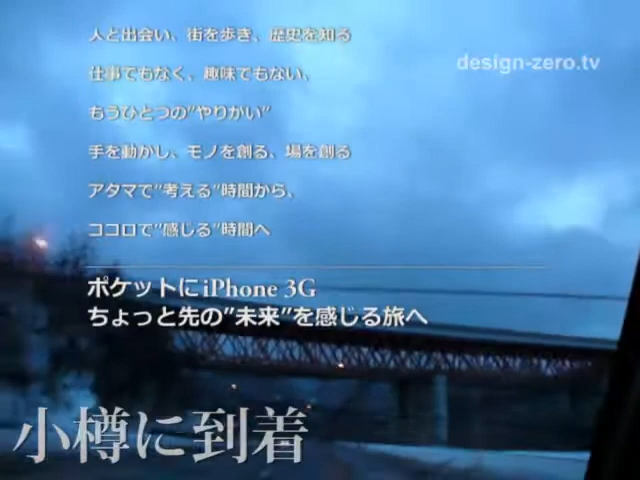 人と出会い、街を歩き、歴史を知る
design-zero.tv
仕事でもなく、趣味でもない、
もうひとつの"やりがい"
手を動かし、モノを創る、場を創る
アタマで"考える"時間から、
ココロで"感じる"時間へ
ポケットにiPhone 3G
ちょっと先の"未来"を感じる旅へ
小樽に到着